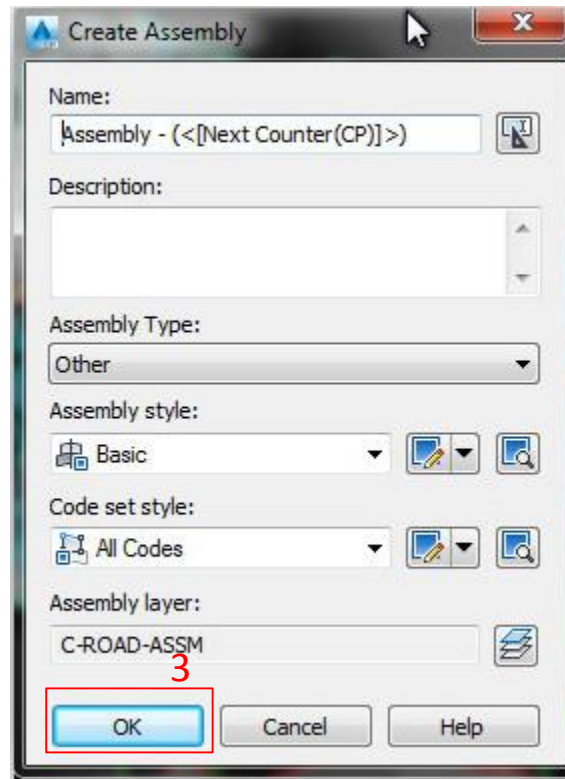 Create Assembly
Name:
Assembly - (<[Next Counter(CP)]>)
Description:
Assembly Type:
Other
Assembly style:
Basic
Code set style:
All Codes
Assembly layer:
C-ROAD-ASSM
3
OK Cancel Help